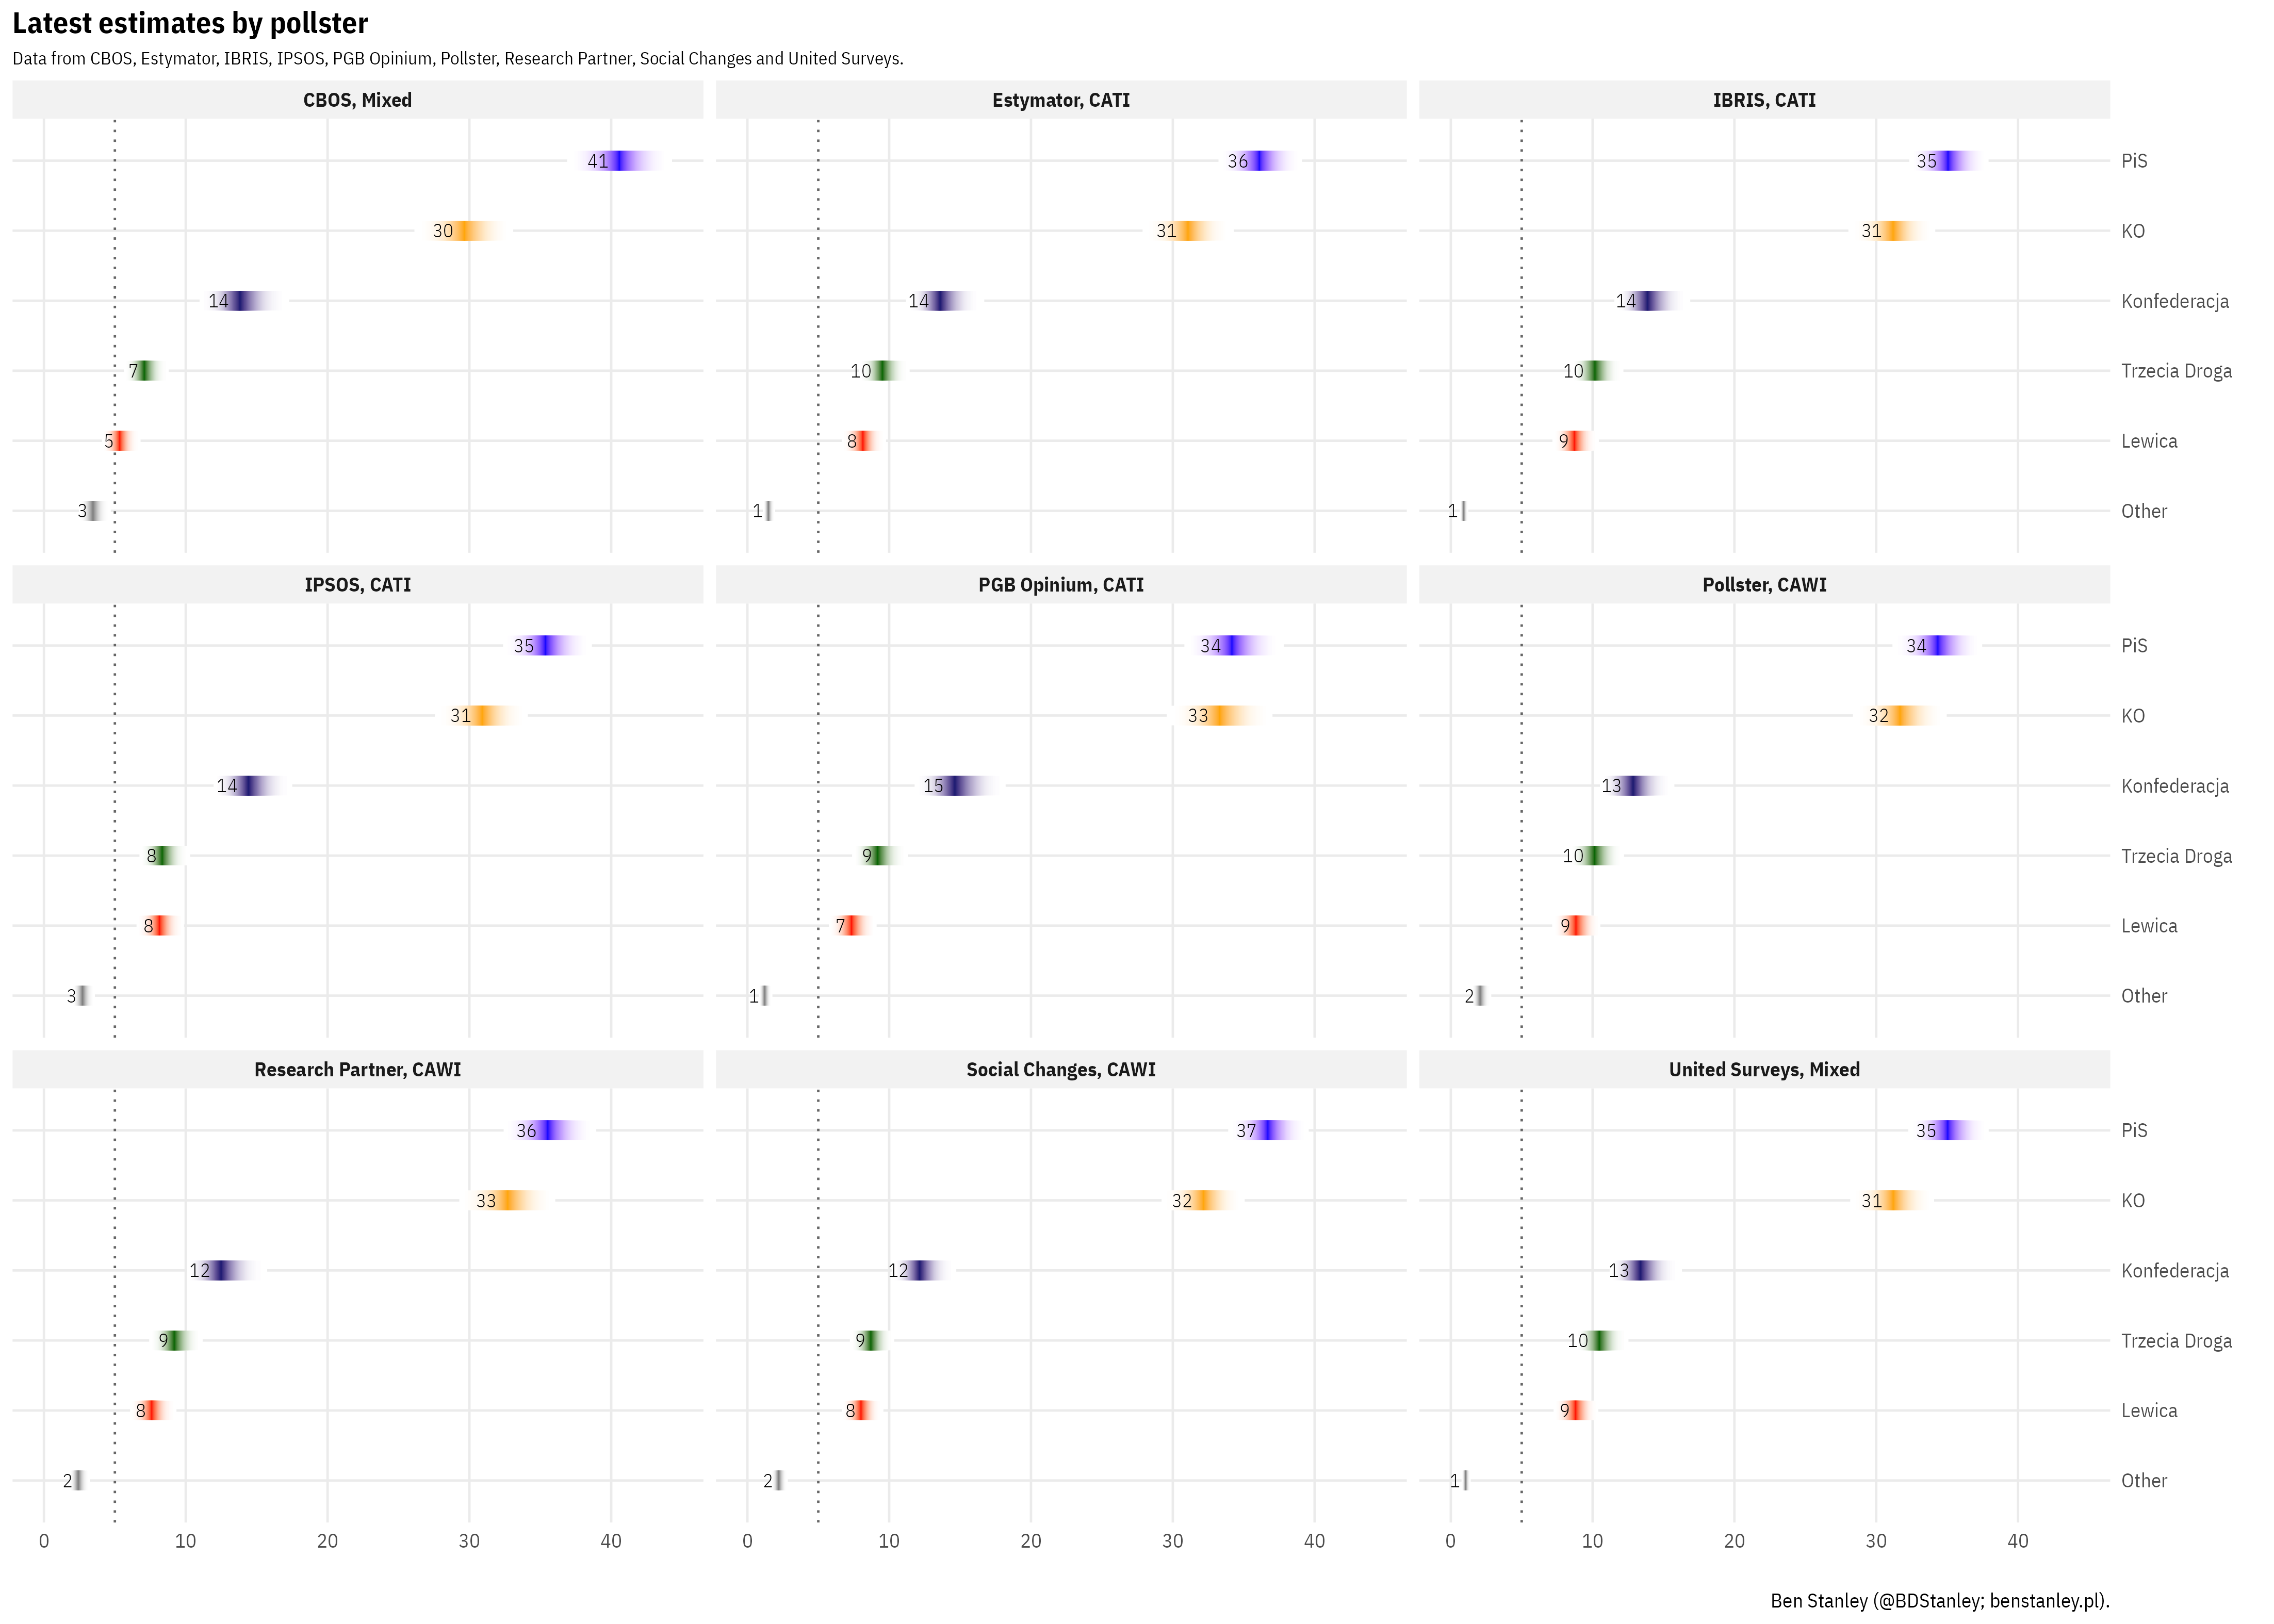 Latest estimates by pollster
Data from CBOS, Estymator, IBRIS, IPSOS, PGB Opinium, Pollster, Research Partner, Social Changes and United Surveys.
CBOS, Mixed
Estymator, CATI
IBRIS, CATI
41
36
35
PiS
30
31
31
KO
14
14
14
Konfederacja
7
10
10
Trzecia Droga
5
8
9
Lewica
3
1
1
Other
IPSOS, CATI
PGB Opinium, CATI
Pollster, CAWI
35
34
34
PiS
31
33
32
KO
14
15
13
Konfederacja
8
9
10
Trzecia Droga
8
7
9
Lewica
3
1
2
Other
Research Partner, CAWI
Social Changes, CAWI
United Surveys, Mixed
36
37
35
PiS
33
32
31
KO
12
12
13
Konfederacja
9
9
10
Trzecia Droga
8
8
9
Lewica
2
2
1
Other
0 10 20 30 40
0 10 20 30 40
0 10 20 30 40
Ben Stanley (@BDStanley; benstanley.pl).